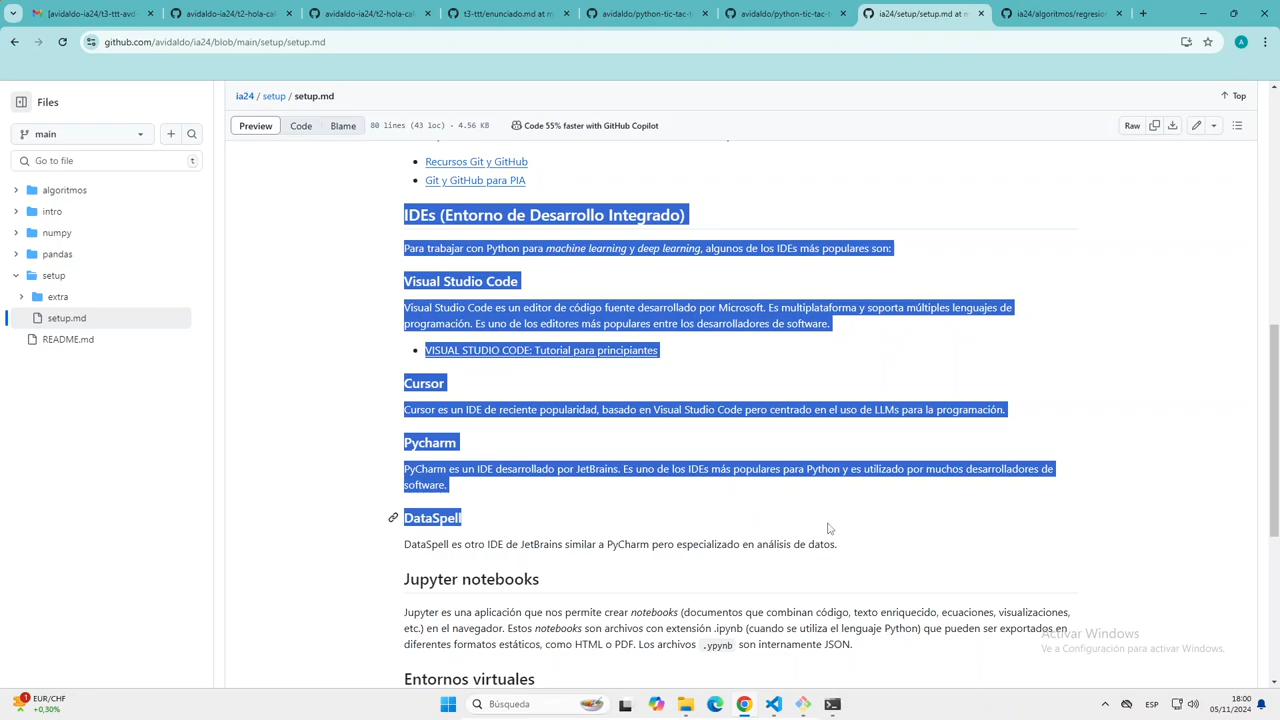 [avidaldo/ia24] 03-ttt avd
avidaldo-ia24/t2-hola-cali
avidaldo-ia24/t2-hola-cali
t3-ttt/enunciado.md at m
avidaldo/python-tic-tac-t
avidaldo/python-tic-tac-t
ia24/setup/setup.md at m
ia24/algoritmos/regresio
github.com/avidaldo/ia24/blob/main/setup/setup.md
A
Files
ia24 / setup / setup.md
Top
main
Preview Code Blame 80 lines (43 loc) · 4.56 KB Code 55% faster with GitHub Copilot
Raw
Go to file t
algoritmos
intro
numpy
pandas
setup
extra
setup.md
README.md
Recursos Git y GitHub
Git y GitHub para PIA
IDEs (Entorno de Desarrollo Integrado)
Para trabajar con Python para machine learning y deep learning, algunos de los IDEs más populares son:
Visual Studio Code
Visual Studio Code es un editor de código fuente desarrollado por Microsoft. Es multiplataforma y soporta múltiples lenguajes de
programación. Es uno de los editores más populares entre los desarrolladores de software.
VISUAL STUDIO CODE: Tutorial para principiantes
Cursor
Cursor es un IDE de reciente popularidad, basado en Visual Studio Code pero centrado en el uso de LLMs para la programación.
Pycharm
PyCharm es un IDE desarrollado por JetBrains. Es uno de los IDEs más populares para Python y es utilizado por muchos desarrolladores de
software.
DataSpell
DataSpell es otro IDE de JetBrains similar a PyCharm pero especializado en análisis de datos.
Jupyter notebooks
Jupyter es una aplicación que nos permite crear notebooks (documentos que combinan código, texto enriquecido, ecuaciones, visualizaciones,
etc.) en el navegador. Estos notebooks son archivos con extensión .ipynb (cuando se utiliza el lenguaje Python) que pueden ser exportados en
diferentes formatos estáticos, como HTML o PDF. Los archivos .ypynb son internamente JSON.
Entornos virtuales
Activar Windows
Ve a Configuración para activar Windows.
1
EUR/CHF
+0,30%
Búsqueda
ESP
18:00
05/11/2024